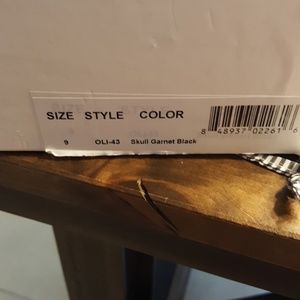 SIZE STYLE COLOR
8 48937 02261 6
9 OLI-43 Skull Garnet Black